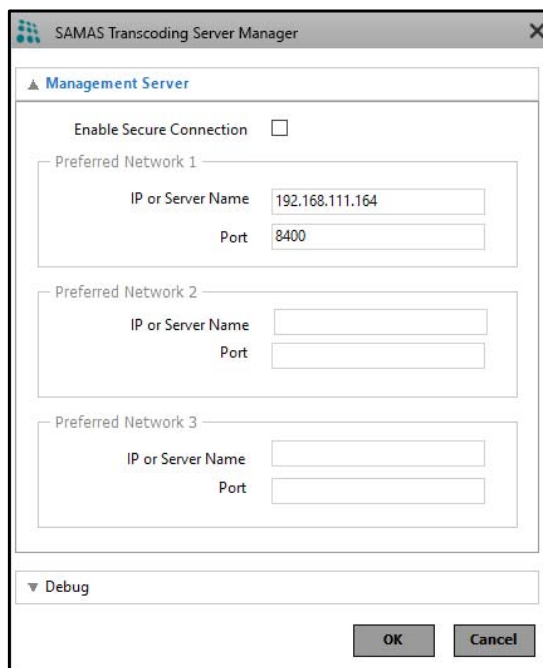 SAMAS Transcoding Server Manager
Management Server
Enable Secure Connection
Preferred Network 1
IP or Server Name 192.168.111.164
Port 8400
Preferred Network 2
IP or Server Name
Port
Preferred Network 3
IP or Server Name
Port
Debug
OK Cancel